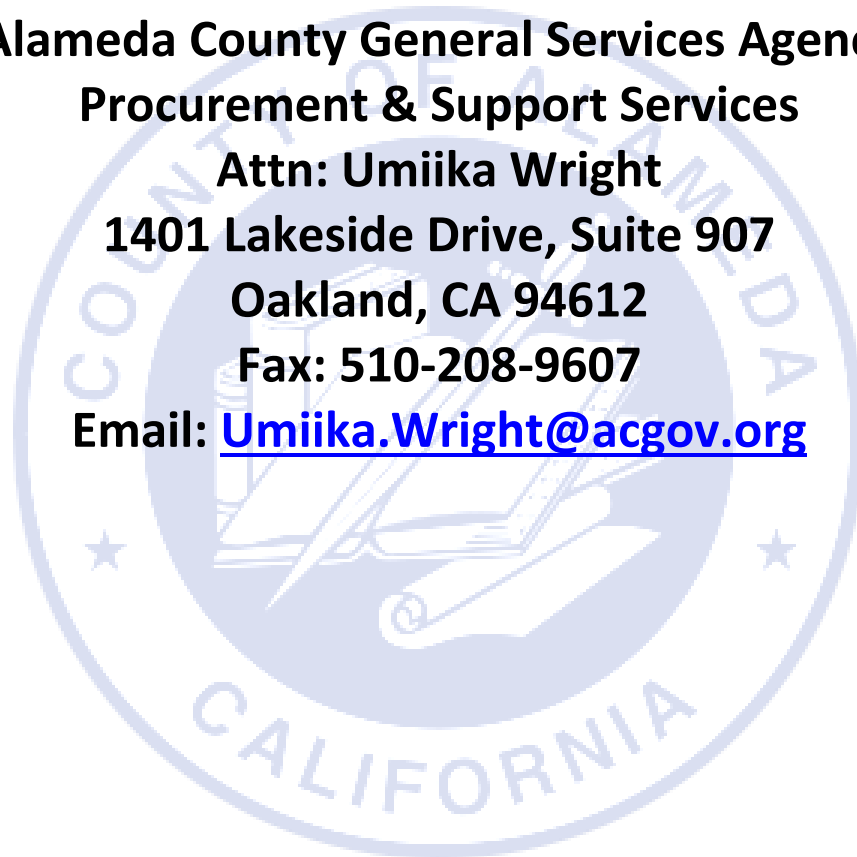 Alameda County General Services Agenc
Procurement & Support Services
Attn: Umiika Wright
1401 Lakeside Drive, Suite 907
Oakland, CA 94612
Fax: 510-208-9607
Email: Umiika.Wright@acgov.org
COUNTY OF ALAMEDA
CALIFORNIA